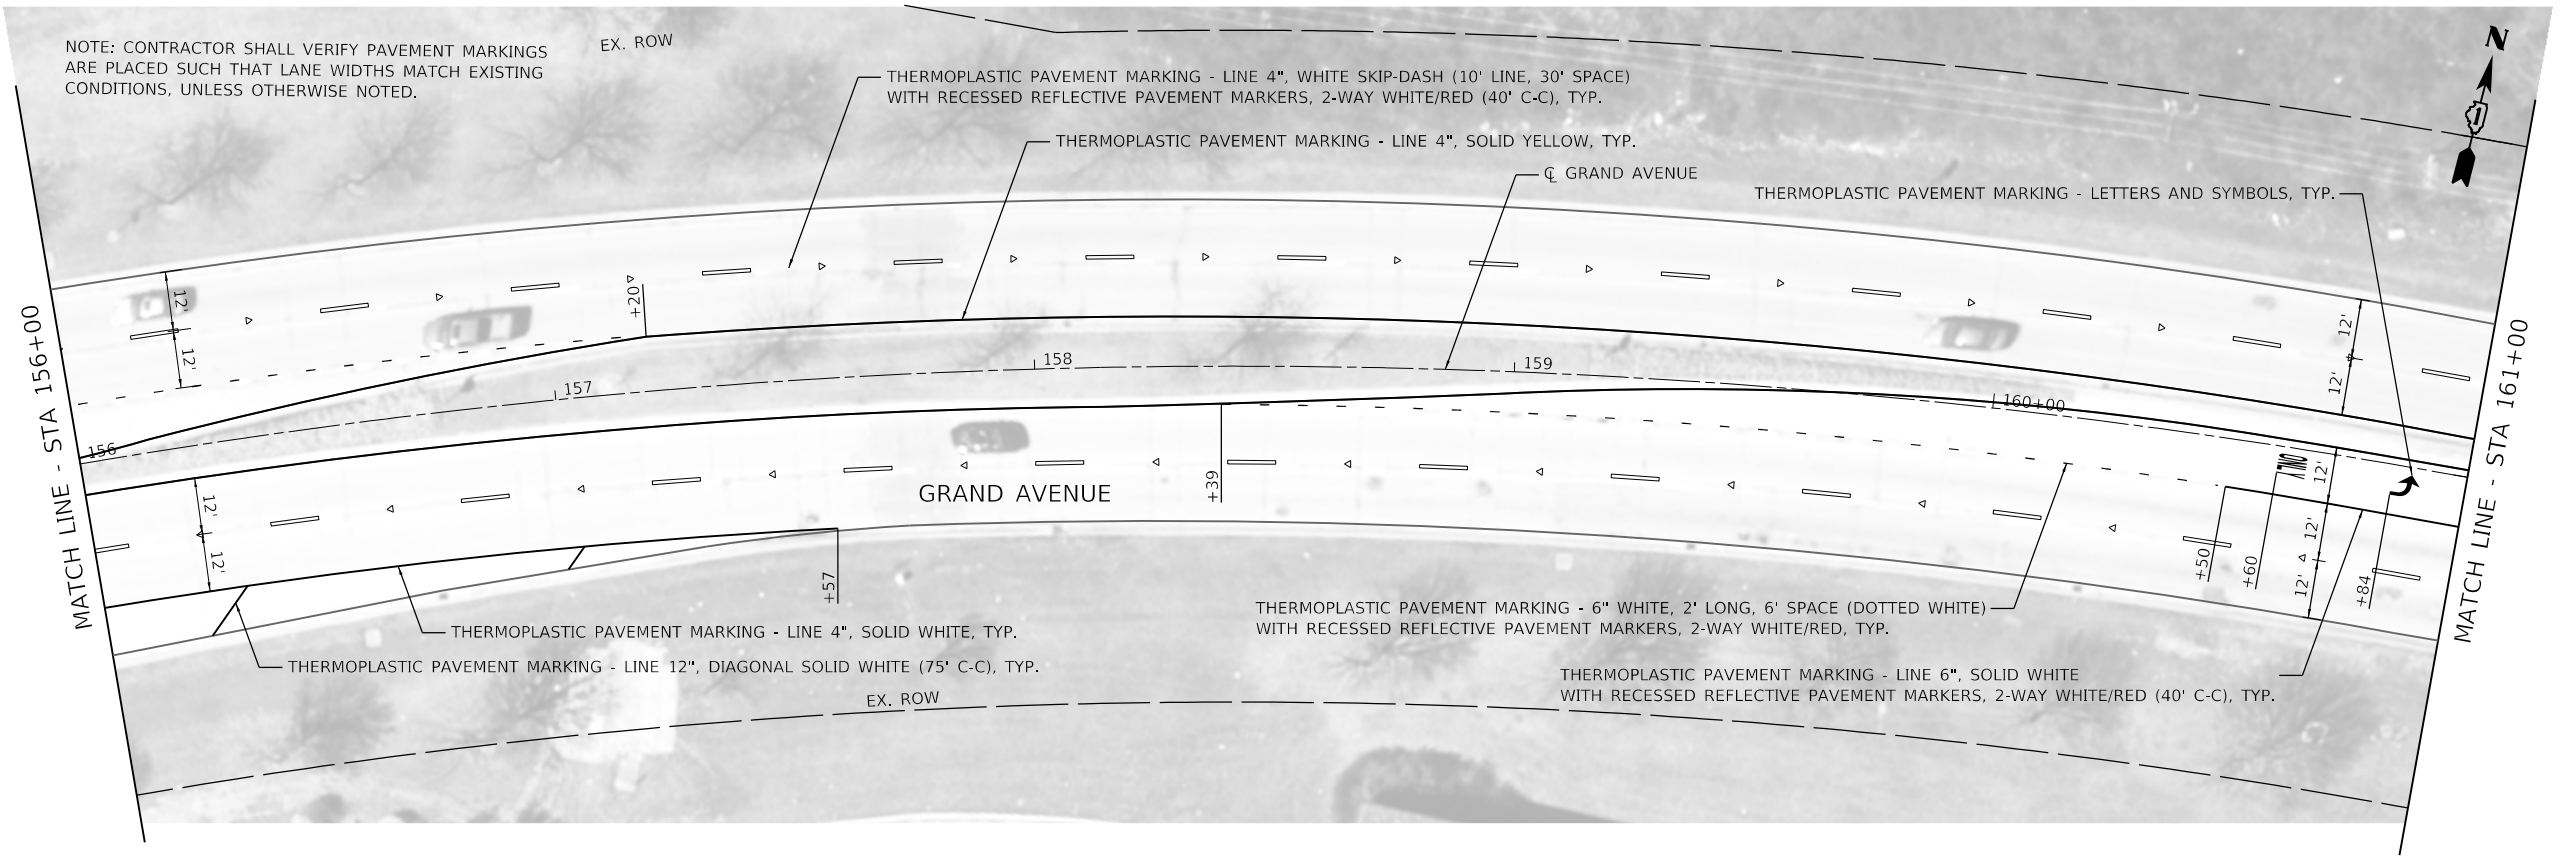 NOTE: CONTRACTOR SHALL VERIFY PAVEMENT MARKINGS
ARE PLACED SUCH THAT LANE WIDTHS MATCH EXISTING
CONDITIONS, UNLESS OTHERWISE NOTED.
EX. ROW
N
1
THERMOPLASTIC PAVEMENT MARKING - LINE 4", WHITE SKIP-DASH (10' LINE, 30' SPACE)
WITH RECESSED REFLECTIVE PAVEMENT MARKERS, 2-WAY WHITE/RED (40' C-C), TYP.
THERMOPLASTIC PAVEMENT MARKING - LINE 4", SOLID YELLOW, TYP.
℄ GRAND AVENUE
THERMOPLASTIC PAVEMENT MARKING - LETTERS AND SYMBOLS, TYP.
MATCH LINE - STA 156+00
12'
12'
+20
12'
12'
156
157
158
159
160+00
MATCH LINE - STA 161+00
12'
12'
GRAND AVENUE
+39
ONLY
12'
12'
12'
+50
+60
+84
+57
THERMOPLASTIC PAVEMENT MARKING - 6" WHITE, 2' LONG, 6' SPACE (DOTTED WHITE)
WITH RECESSED REFLECTIVE PAVEMENT MARKERS, 2-WAY WHITE/RED, TYP.
THERMOPLASTIC PAVEMENT MARKING - LINE 4", SOLID WHITE, TYP.
THERMOPLASTIC PAVEMENT MARKING - LINE 12", DIAGONAL SOLID WHITE (75' C-C), TYP.
THERMOPLASTIC PAVEMENT MARKING - LINE 6", SOLID WHITE
WITH RECESSED REFLECTIVE PAVEMENT MARKERS, 2-WAY WHITE/RED (40' C-C), TYP.
EX. ROW